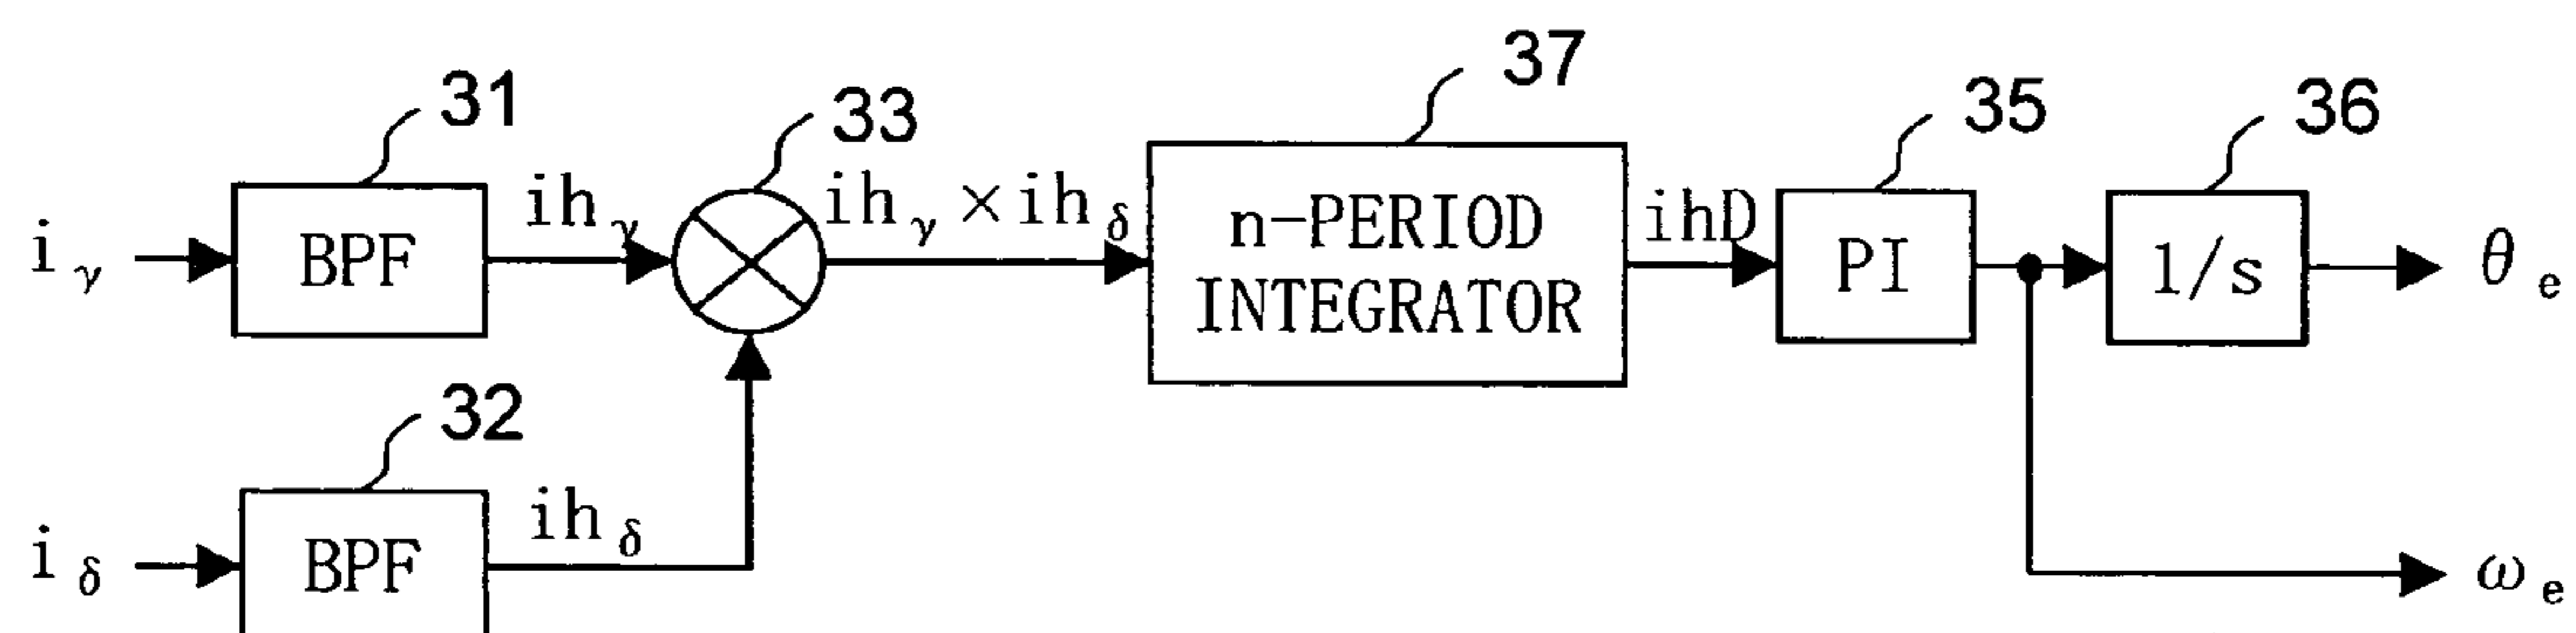 37
31
33
35
36
ihγ
ihγ×ihδ
ihD
iγ
BPF
n-PERIOD
INTEGRATOR
PI
1/s
θe
32
ihδ
iδ
BPF
ωe